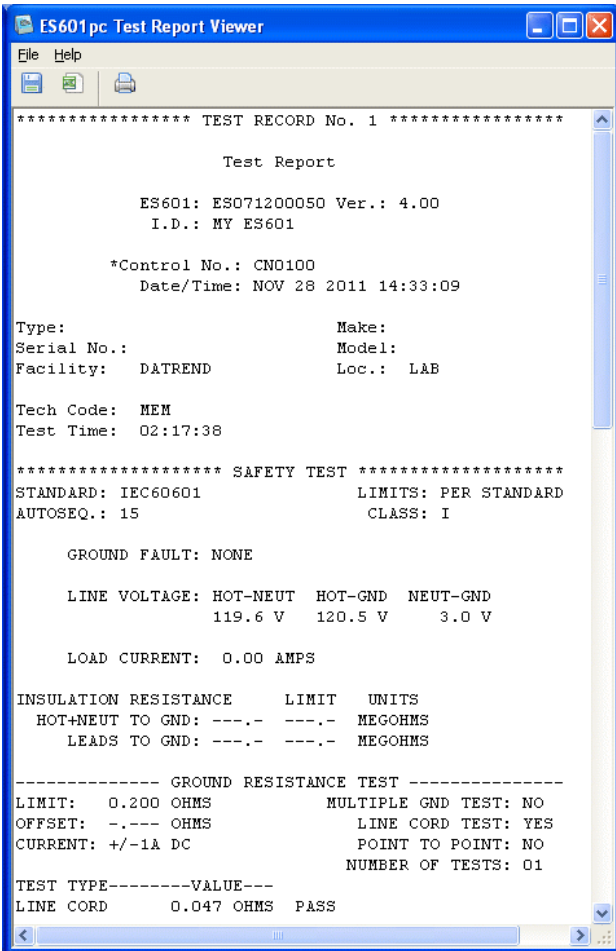 ES601pc Test Report Viewer
File Help
***************** TEST RECORD No. 1 *****************
Test Report
ES601: ES071200050 Ver.: 4.00
I.D.: MY ES601
*Control No.: CN0100
Date/Time: NOV 28 2011 14:33:09
Type: Make:
Serial No.: Model:
Facility: DATREND Loc.: LAB
Tech Code: MEM
Test Time: 02:17:38
******************** SAFETY TEST ********************
STANDARD: IEC60601 LIMITS: PER STANDARD
AUTOSEQ.: 15 CLASS: I
GROUND FAULT: NONE
LINE VOLTAGE: HOT-NEUT HOT-GND NEUT-GND
119.6 V 120.5 V 3.0 V
LOAD CURRENT: 0.00 AMPS
INSULATION RESISTANCE LIMIT UNITS
HOT+NEUT TO GND: ---.- ---.- MEGOHMS
LEADS TO GND: ---.- ---.- MEGOHMS
-------------- GROUND RESISTANCE TEST ---------------
LIMIT: 0.200 OHMS MULTIPLE GND TEST: NO
OFFSET: -.--- OHMS LINE CORD TEST: YES
CURRENT: +/-1A DC POINT TO POINT: NO
NUMBER OF TESTS: 01
TEST TYPE--------VALUE---
LINE CORD 0.047 OHMS PASS